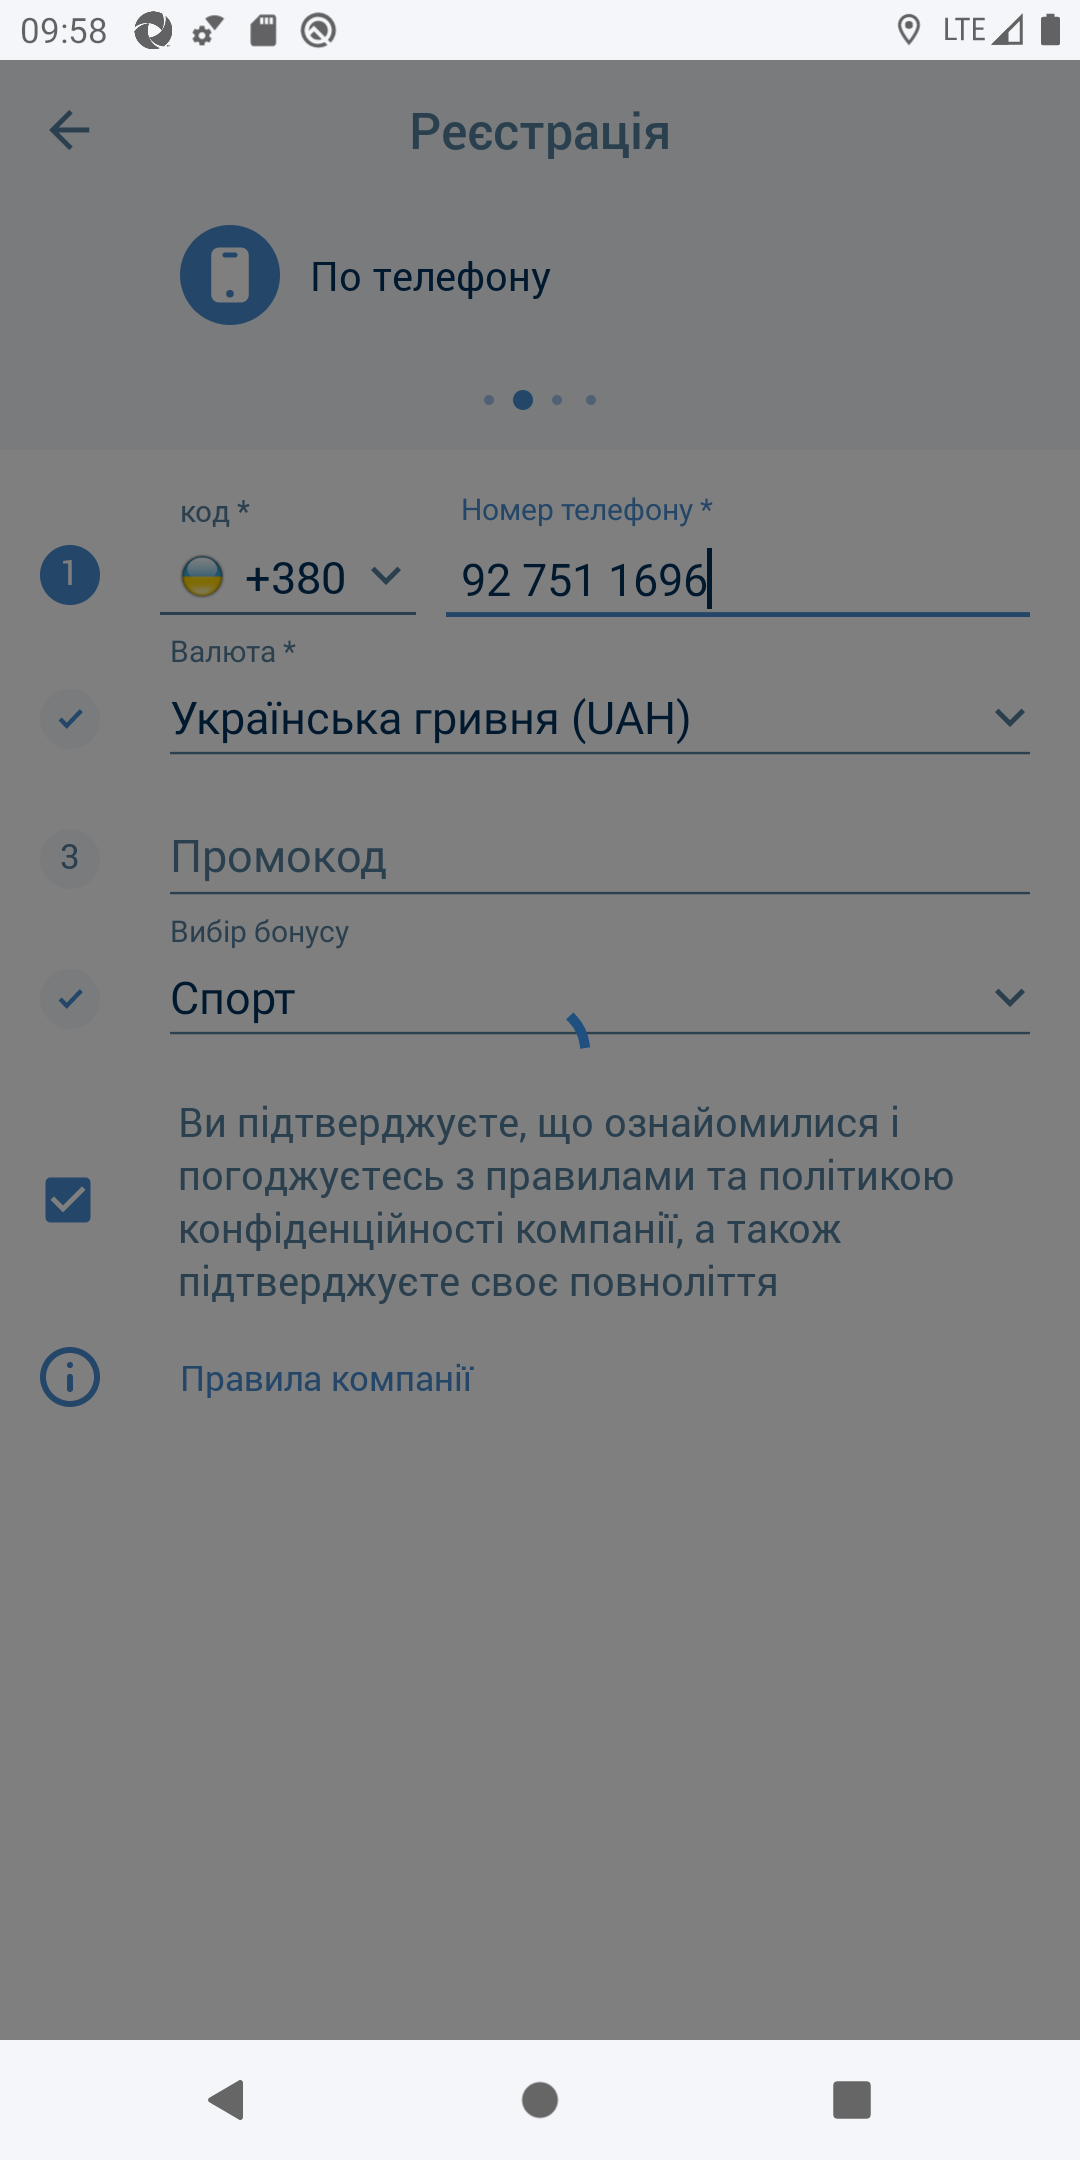 09:58
LTE
Реєстрація
По телефону
код *
Номер телефону *
1
+380
92 751 1696
Валюта *
Українська гривня (UAH)
3
Промокод
Вибір бонусу
Спорт
Ви підтверджуєте, що ознайомилися і
погоджуєтесь з правилами та політикою
конфіденційності компанії, а також
підтверджуєте своє повноліття
Правила компанії